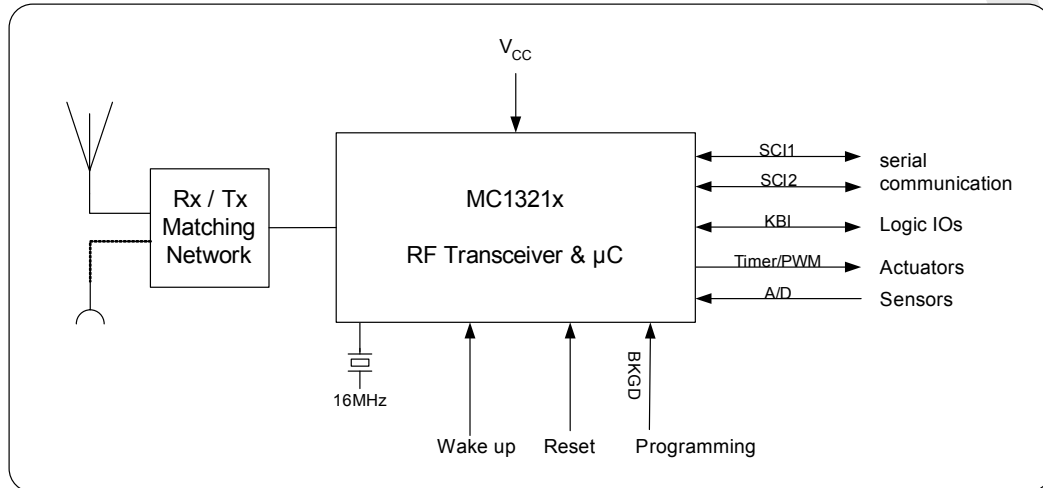 VCC
Rx / Tx
Matching
Network
MC1321x
RF Transceiver & µC
SCI1
SCI2
serial
communication
KBI
Logic IOs
Timer/PWM
Actuators
A/D
Sensors
16MHz
BKGD
Wake up
Reset
Programming